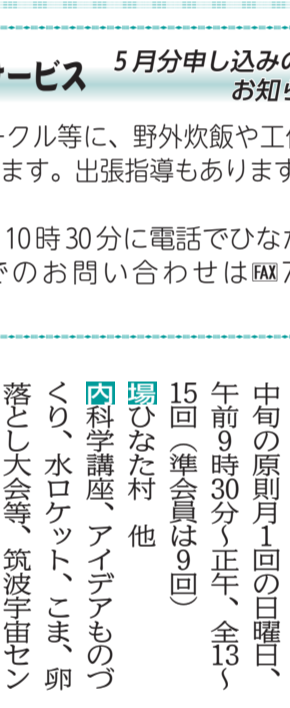 ービス
5月分申し込みの
お知ら
クル等に、野外炊飯や工作
ます。出張指導もあります
10時30分に電話でひなた
でのお問い合わせはFAX7
中旬の原則月1回の日曜日、
午前9時30分～正午、全13～
15回（準会員は9回）
場ひなた村　他
内科学講座、アイデアものづ
くり、水ロケット、こま、卵
落とし大会等、筑波宇宙セン